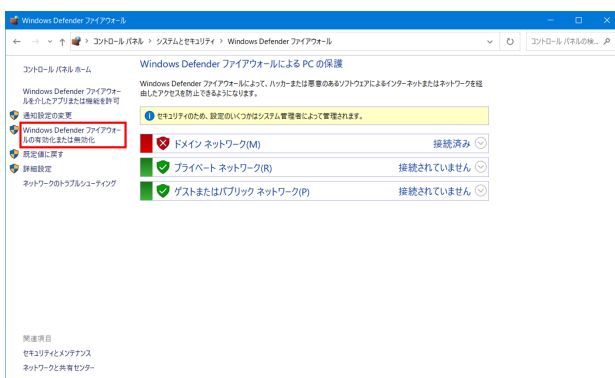 Windows Defender ファイアウォール
コントロール パネル › システムとセキュリティ › Windows Defender ファイアウォール
コントロール パネルの検...
コントロール パネル ホーム
Windows Defender ファイアウォー
ルを介したアプリまたは機能を許可
通知設定の変更
Windows Defender ファイアウォー
ルの有効化または無効化
既定値に戻す
詳細設定
ネットワークのトラブルシューティング
Windows Defender ファイアウォールによる PC の保護
Windows Defender ファイアウォールによって、ハッカーまたは悪意のあるソフトウェアによるインターネットまたはネットワークを経
由したアクセスを防止できるようになります。
セキュリティのため、設定のいくつかはシステム管理者によって管理されます。
ドメイン ネットワーク(M) 接続済み
プライベート ネットワーク(R) 接続されていません
ゲストまたはパブリック ネットワーク(P) 接続されていません
関連項目
セキュリティとメンテナンス
ネットワークと共有センター